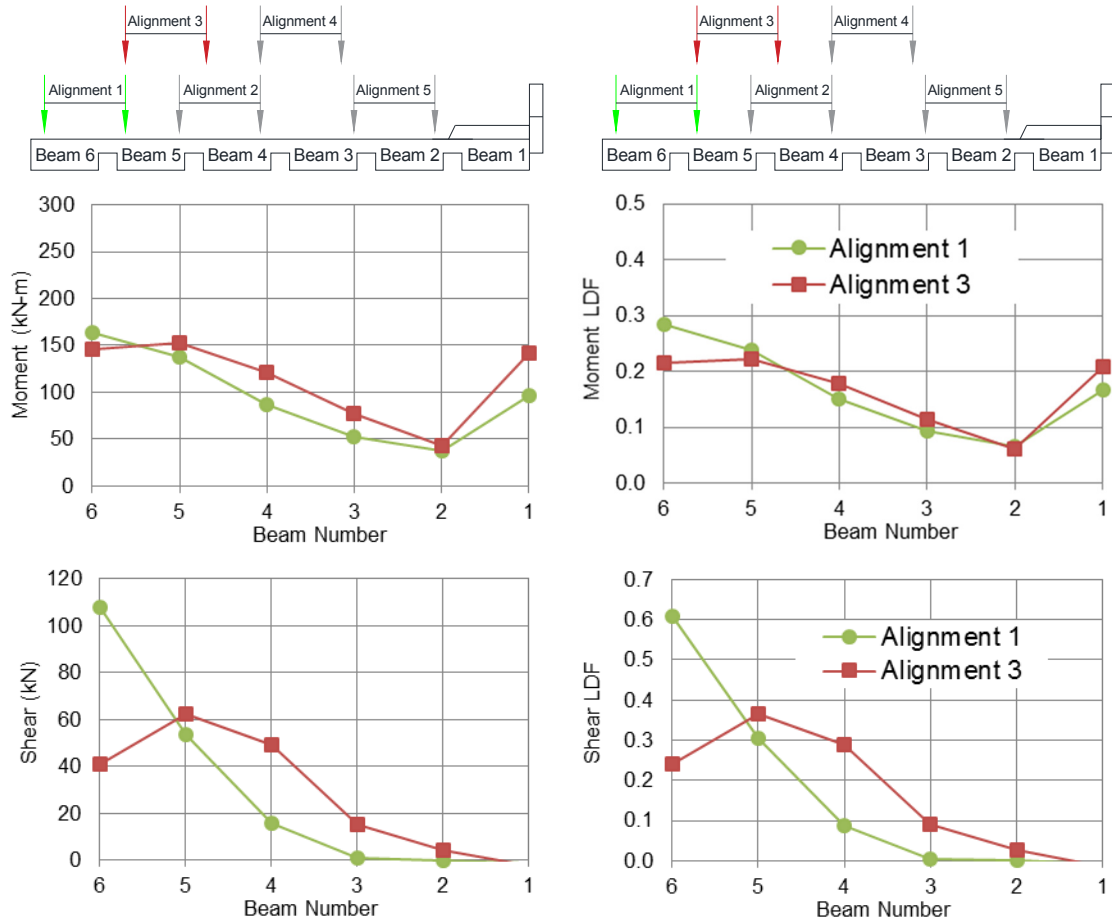 Alignment 3 Alignment 4
Alignment 1 Alignment 2 Alignment 5
Beam 6 Beam 5 Beam 4 Beam 3 Beam 2 Beam 1
Alignment 3 Alignment 4
Alignment 1 Alignment 2 Alignment 5
Beam 6 Beam 5 Beam 4 Beam 3 Beam 2 Beam 1
Moment (kN-m)
300
250
200
150
100
50
0
6 5 4 3 2 1
Beam Number
Moment LDF
0.5
0.4
0.3
0.2
0.1
0.0
Alignment 1
Alignment 3
6 5 4 3 2 1
Beam Number
Shear (kN)
120
100
80
60
40
20
0
6 5 4 3 2 1
Beam Number
Shear LDF
0.7
0.6
0.5
0.4
0.3
0.2
0.1
0.0
Alignment 1
Alignment 3
6 5 4 3 2 1
Beam Number